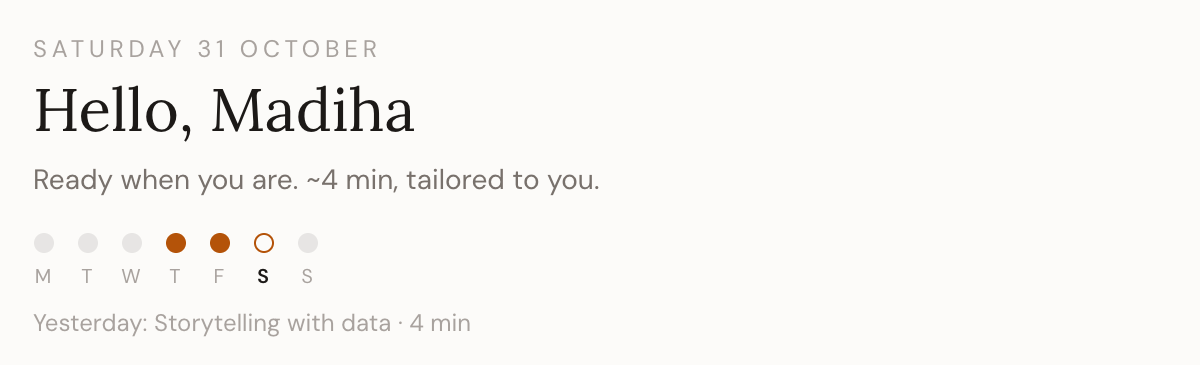 SATURDAY 31 OCTOBER
Hello, Madiha
Ready when you are. ~4 min, tailored to you.
M T W T F S S
Yesterday: Storytelling with data · 4 min